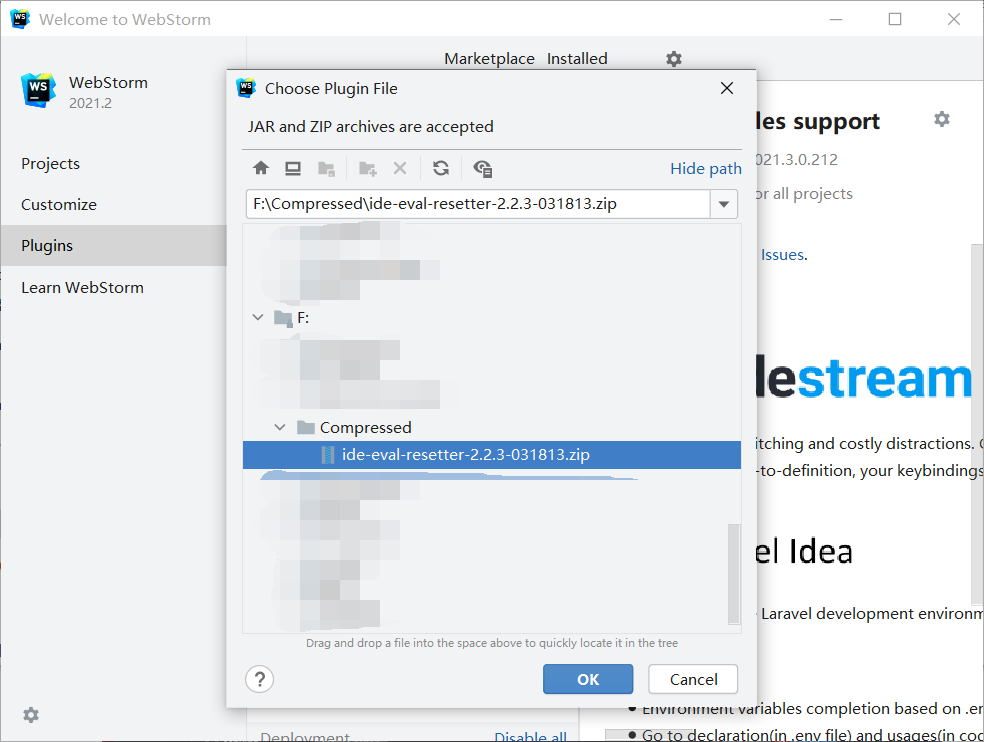 Welcome to WebStorm
WebStorm
2021.2
Projects
Customize
Plugins
Learn WebStorm
Marketplace Installed
Choose Plugin File
JAR and ZIP archives are accepted
Hide path
F:\Compressed\ide-eval-resetter-2.2.3-031813.zip
F:
Compressed
ide-eval-resetter-2.2.3-031813.zip
Drag and drop a file into the space above to quickly locate it in the tree
?
OK
Cancel
support
021.3.0.212
or all projects
Issues.
stream
itching and costly distractions.
-to-definition, your keybindings
el Idea
Laravel development environm
• Environment variables completion based on .en
• Go to declaration(in .env file) and usages(in cod
Deployment
Disable all